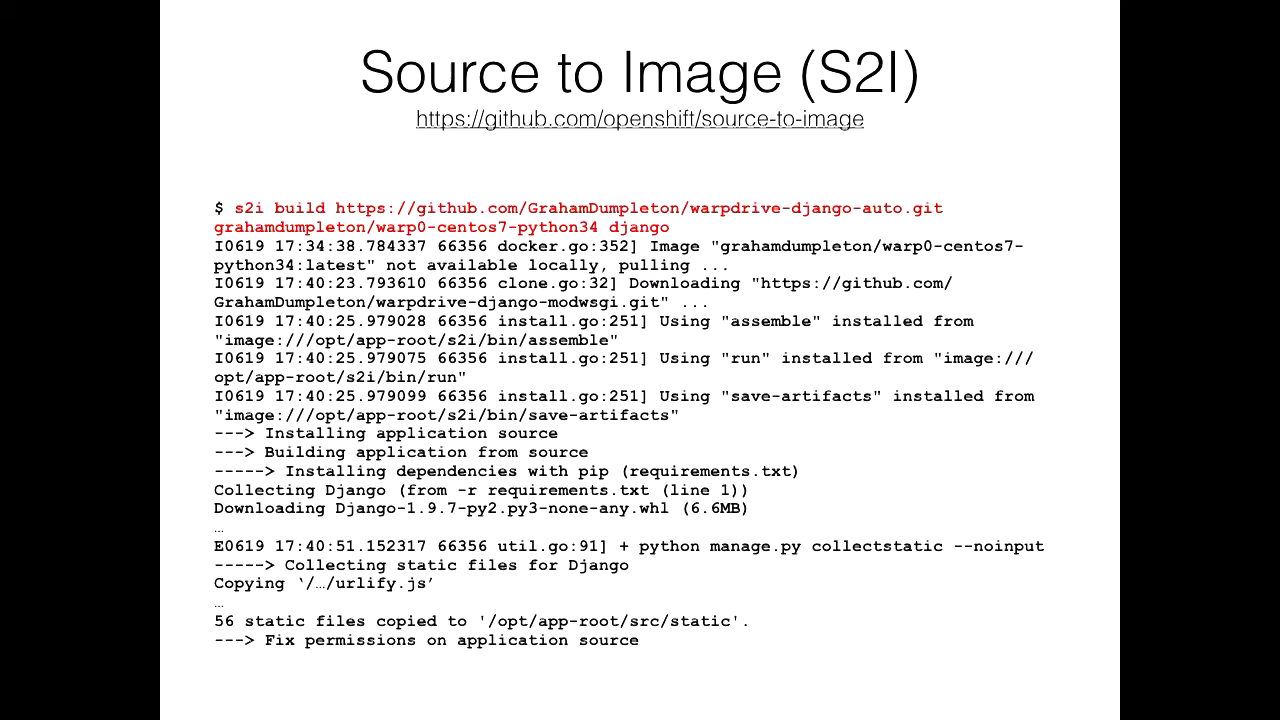 Source to Image (S2I)
https://github.com/openshift/source-to-image
$ s2i build https://github.com/GrahamDumpleton/warpdrive-django-auto.git
grahamdumpleton/warp0-centos7-python34 django
I0619 17:34:38.784337 66356 docker.go:352] Image "grahamdumpleton/warp0-centos7-
python34:latest" not available locally, pulling ...
I0619 17:40:23.793610 66356 clone.go:32] Downloading "https://github.com/
GrahamDumpleton/warpdrive-django-modwsgi.git" ...
I0619 17:40:25.979028 66356 install.go:251] Using "assemble" installed from
"image:///opt/app-root/s2i/bin/assemble"
I0619 17:40:25.979075 66356 install.go:251] Using "run" installed from "image:///
opt/app-root/s2i/bin/run"
I0619 17:40:25.979099 66356 install.go:251] Using "save-artifacts" installed from
"image:///opt/app-root/s2i/bin/save-artifacts"
---> Installing application source
---> Building application from source
-----> Installing dependencies with pip (requirements.txt)
Collecting Django (from -r requirements.txt (line 1))
Downloading Django-1.9.7-py2.py3-none-any.whl (6.6MB)
…
E0619 17:40:51.152317 66356 util.go:91] + python manage.py collectstatic --noinput
-----> Collecting static files for Django
Copying ‘/…/urlify.js’
…
56 static files copied to '/opt/app-root/src/static'.
---> Fix permissions on application source